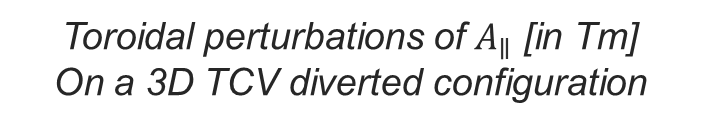 Toroidal perturbations of A∥ [in Tm]
On a 3D TCV diverted configuration